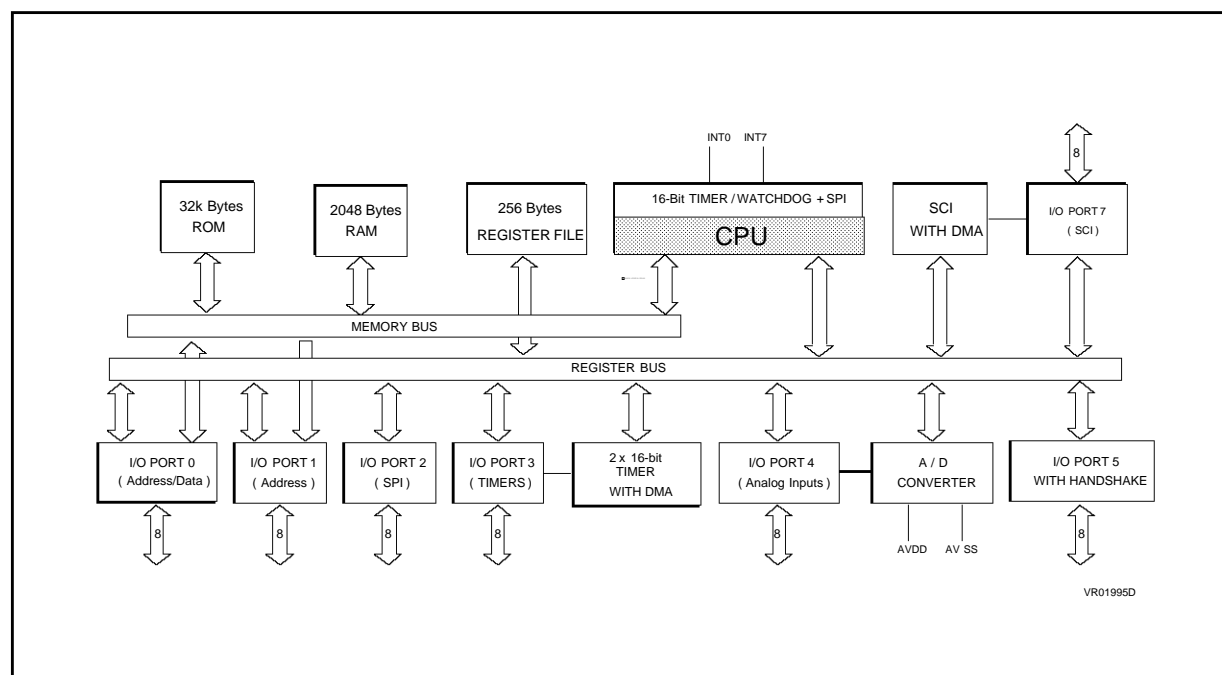 INT0 INT7
8
32k Bytes
ROM
2048 Bytes
RAM
256 Bytes
REGISTER FILE
16-Bit TIMER / WATCHDOG + SPI
CPU
SCI
WITH DMA
I/O PORT 7
( SCI )
MEMORY BUS
REGISTER BUS
I/O PORT 0
( Address/Data )
I/O PORT 1
( Address )
I/O PORT 2
( SPI )
I/O PORT 3
( TIMERS )
2 x 16-bit
TIMER
WITH DMA
I/O PORT 4
( Analog Inputs )
A / D
CONVERTER
I/O PORT 5
WITH HANDSHAKE
8
8
8
8
8
AVDD
AV SS
8
VR01995D